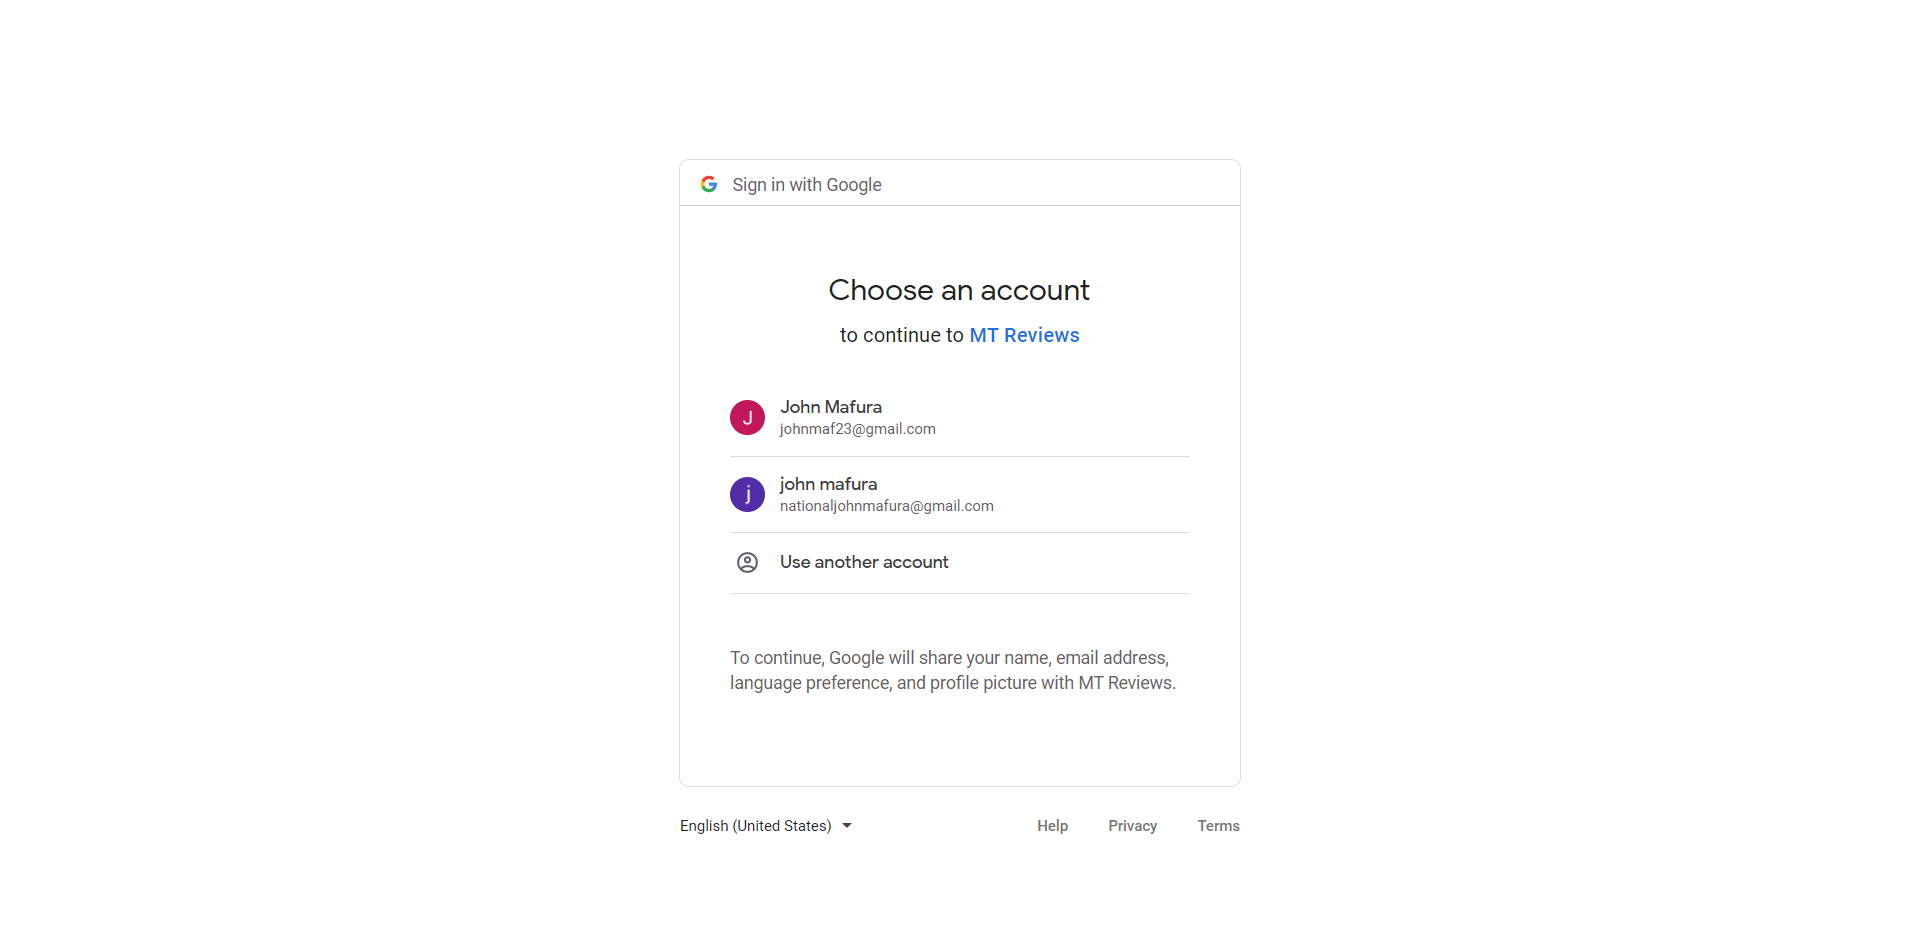 Sign in with Google
Choose an account
to continue to MT Reviews
J
John Mafura
johnmaf23@gmail.com
j
john mafura
nationaljohnmafura@gmail.com
Use another account
To continue, Google will share your name, email address,
language preference, and profile picture with MT Reviews.
English (United States)
Help
Privacy
Terms